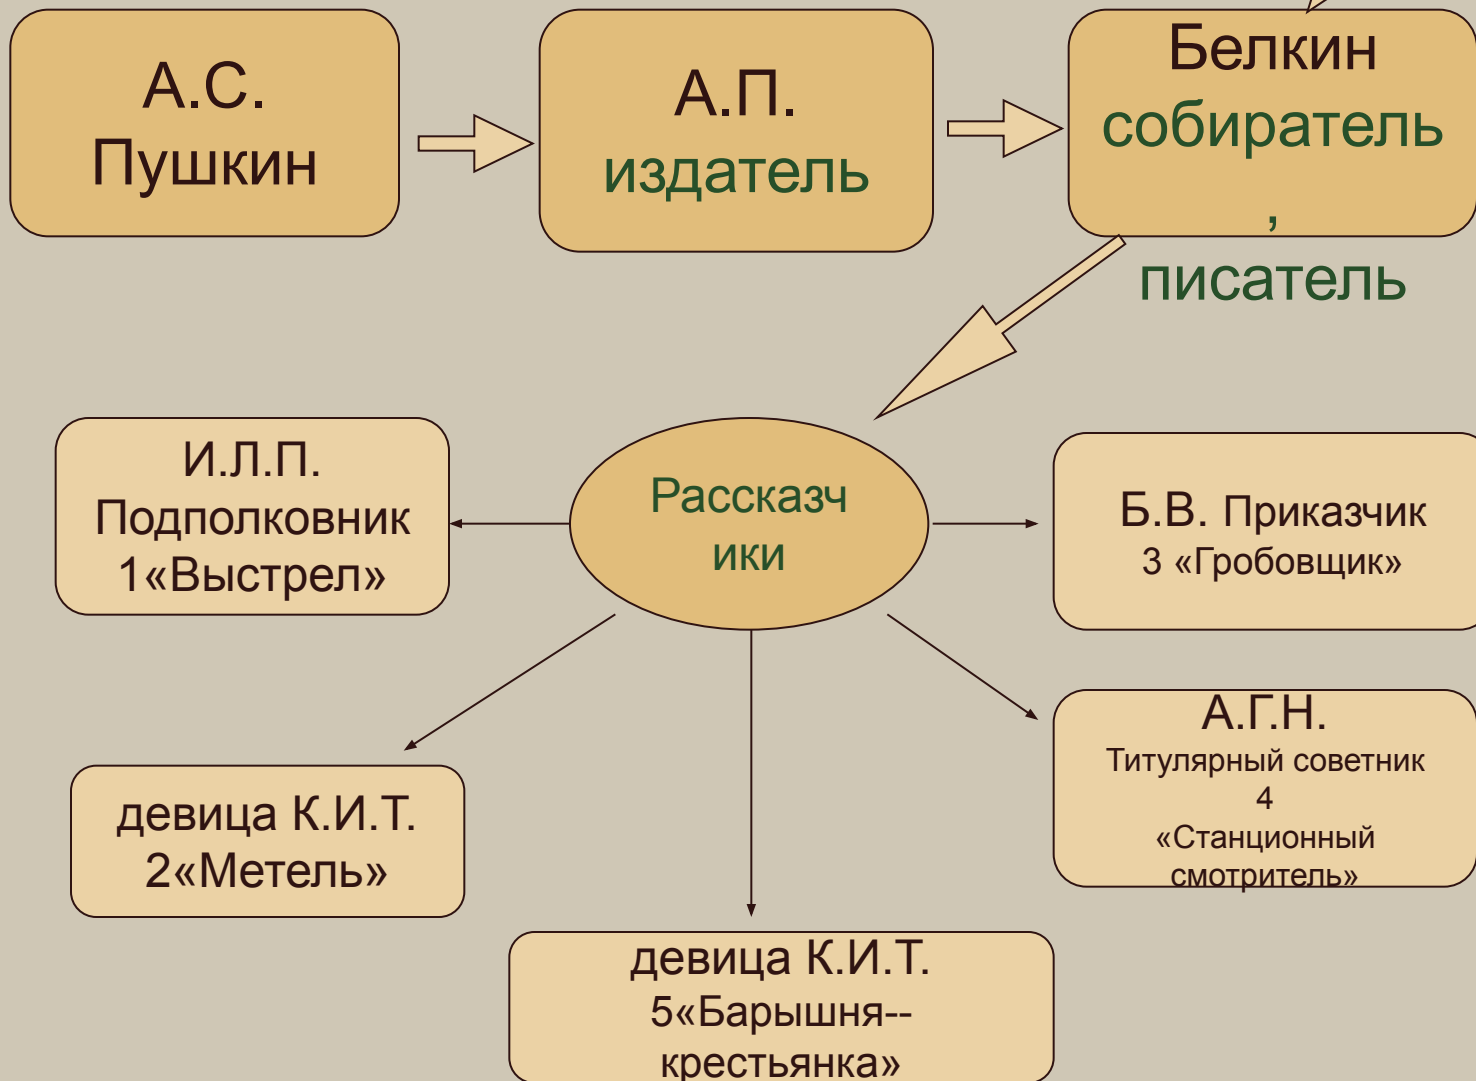 А.С.
Пушкин
А.П.
издатель
Белкин
собиратель
,
писатель
И.Л.П.
Подполковник
1«Выстрел»
Рассказч
ики
Б.В. Приказчик
3 «Гробовщик»
А.Г.Н.
Титулярный советник
4
«Станционный
смотритель»
девица К.И.Т.
2«Метель»
девица К.И.Т.
5«Барышня--
крестьянка»